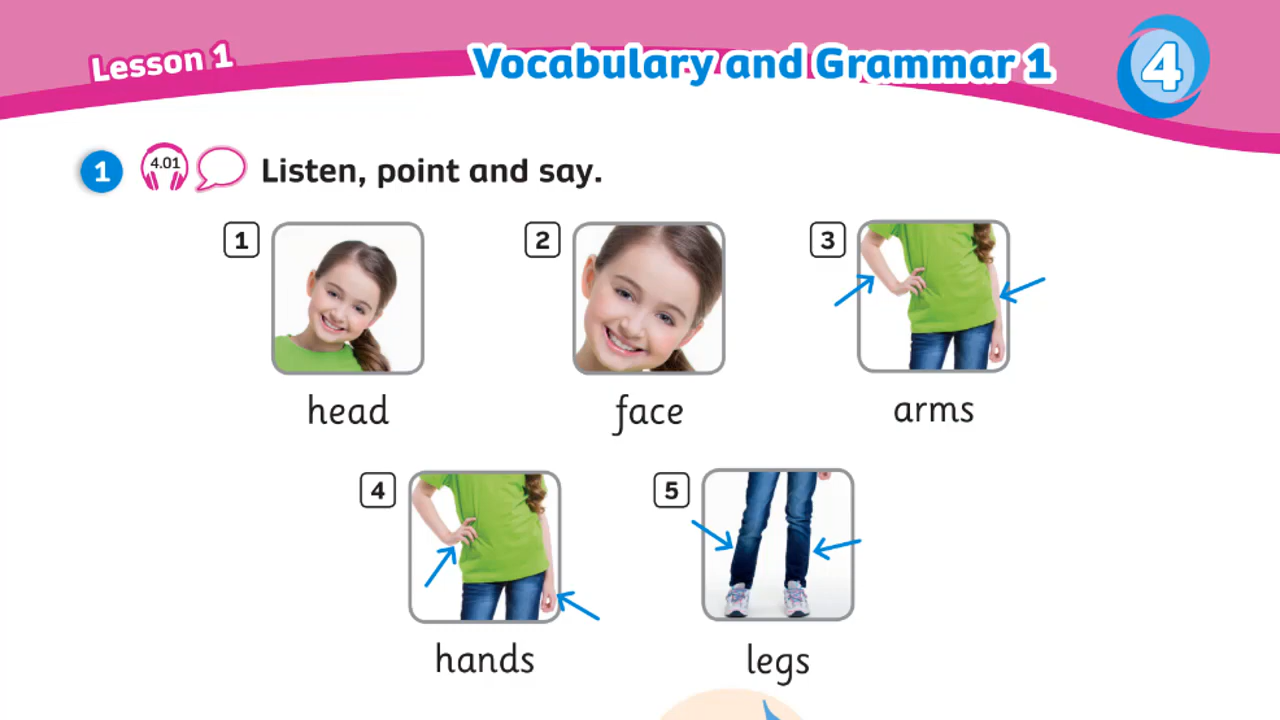 Lesson 1
Vocabulary and Grammar 1
4
1 4.01 Listen, point and say.
1
2
3
head
face
arms
4
5
hands
legs